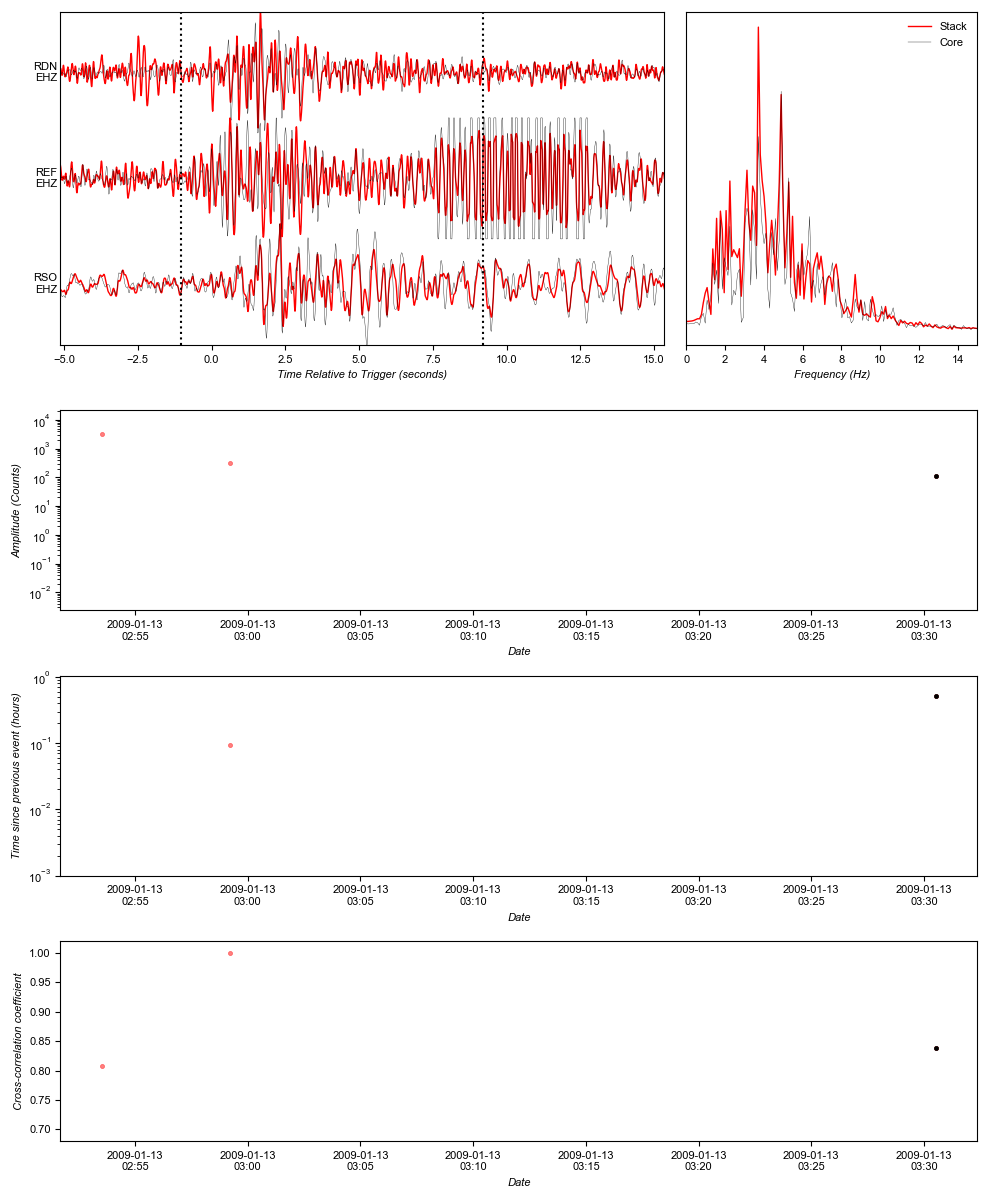 Stack
Core
RDN
EHZ
REF
EHZ
RSO
EHZ
−5.0 −2.5 0.0 2.5 5.0 7.5 10.0 12.5 15.0
Time Relative to Trigger (seconds)
0 2 4 6 8 10 12 14
Frequency (Hz)
10⁴
10³
10²
10¹
10⁰
10⁻¹
10⁻²
Amplitude (Counts)
2009-01-13 2009-01-13 2009-01-13 2009-01-13 2009-01-13 2009-01-13 2009-01-13 2009-01-13
02:55 03:00 03:05 03:10 03:15 03:20 03:25 03:30
Date
10⁰
10⁻¹
10⁻²
10⁻³
Time since previous event (hours)
2009-01-13 2009-01-13 2009-01-13 2009-01-13 2009-01-13 2009-01-13 2009-01-13 2009-01-13
02:55 03:00 03:05 03:10 03:15 03:20 03:25 03:30
Date
1.00
0.95
0.90
0.85
0.80
0.75
0.70
Cross-correlation coefficient
2009-01-13 2009-01-13 2009-01-13 2009-01-13 2009-01-13 2009-01-13 2009-01-13 2009-01-13
02:55 03:00 03:05 03:10 03:15 03:20 03:25 03:30
Date